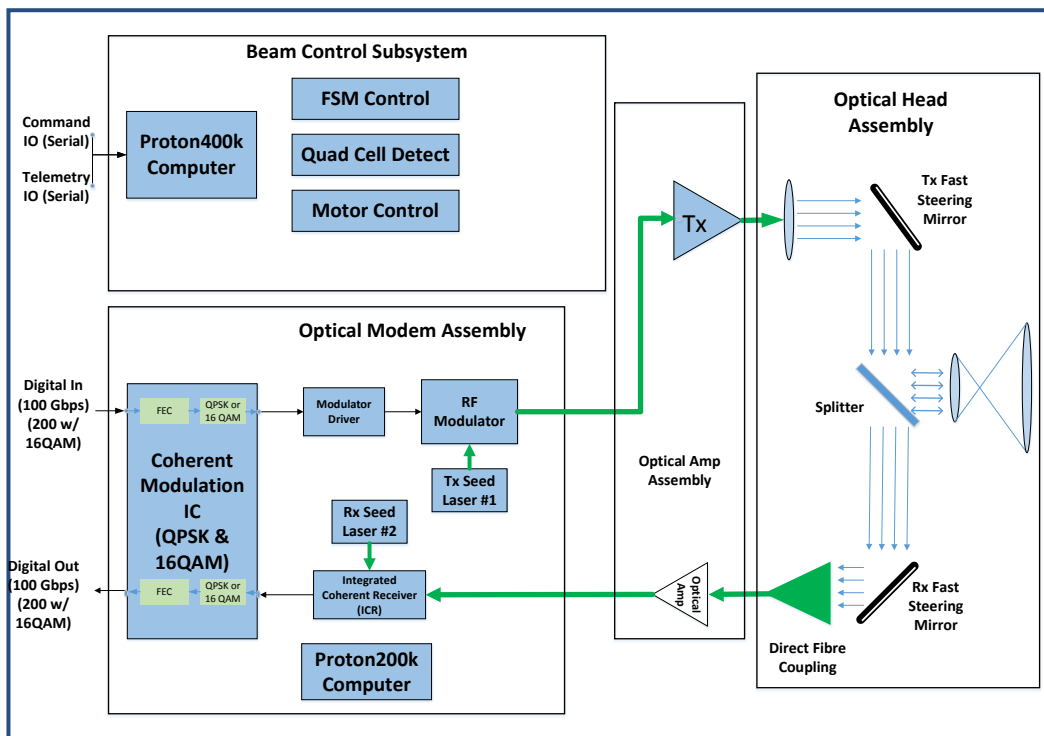 Beam Control Subsystem
FSM Control
Command
IO (Serial)
Proton400k
Computer
Quad Cell Detect
Telemetry
IO (Serial)
Motor Control
Optical Head
Assembly
Tx Fast
Steering
Mirror
Tx
Splitter
Optical Modem Assembly
Digital In
(100 Gbps)
(200 w/
16QAM)
FEC
QPSK or
16 QAM
Modulator
Driver
RF
Modulator
Coherent
Modulation
IC
(QPSK &
16QAM)
Tx Seed
Laser #1
Rx Seed
Laser #2
Optical Amp
Assembly
Digital Out
(100 Gbps)
(200 w/
16QAM)
FEC
QPSK or
16 QAM
Integrated
Coherent Receiver
(ICR)
Optical
Amp
Rx Fast
Steering
Mirror
Direct Fibre
Coupling
Proton200k
Computer